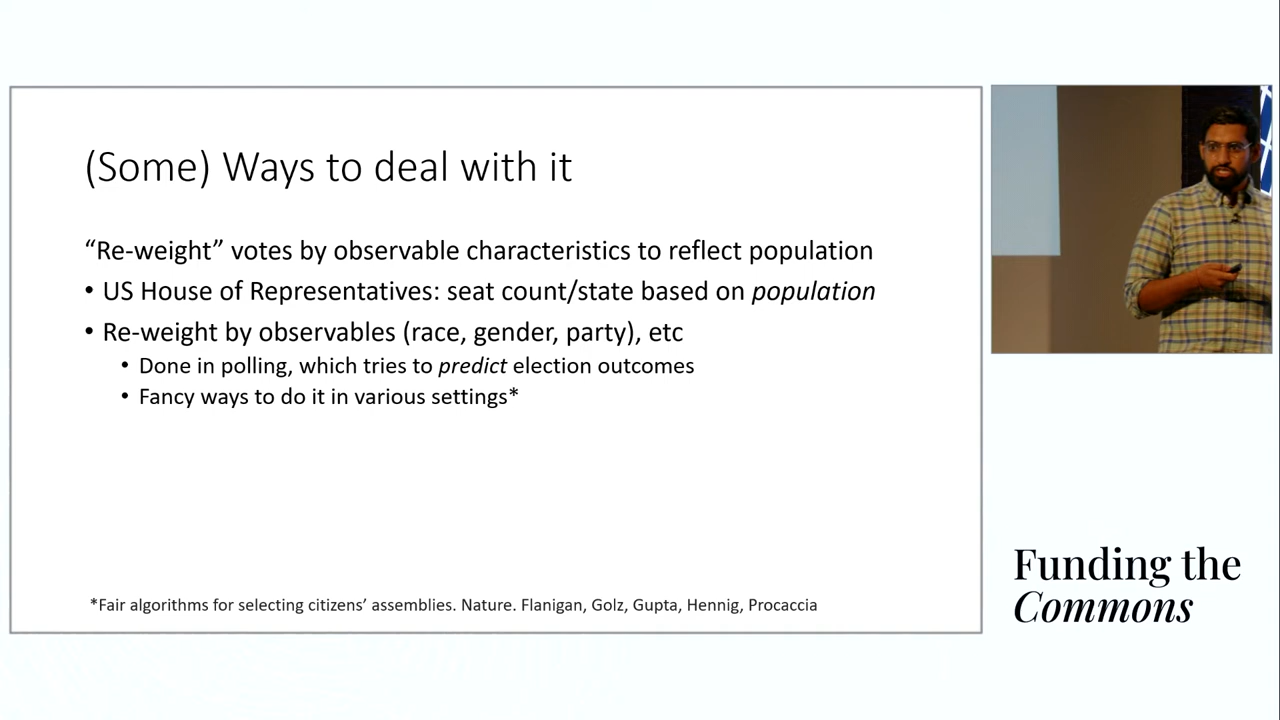 (Some) Ways to deal with it
“Re-weight” votes by observable characteristics to reflect population
• US House of Representatives: seat count/state based on population
• Re-weight by observables (race, gender, party), etc
• Done in polling, which tries to predict election outcomes
• Fancy ways to do it in various settings*
*Fair algorithms for selecting citizens’ assemblies. Nature. Flanigan, Golz, Gupta, Hennig, Procaccia
Funding the
Commons